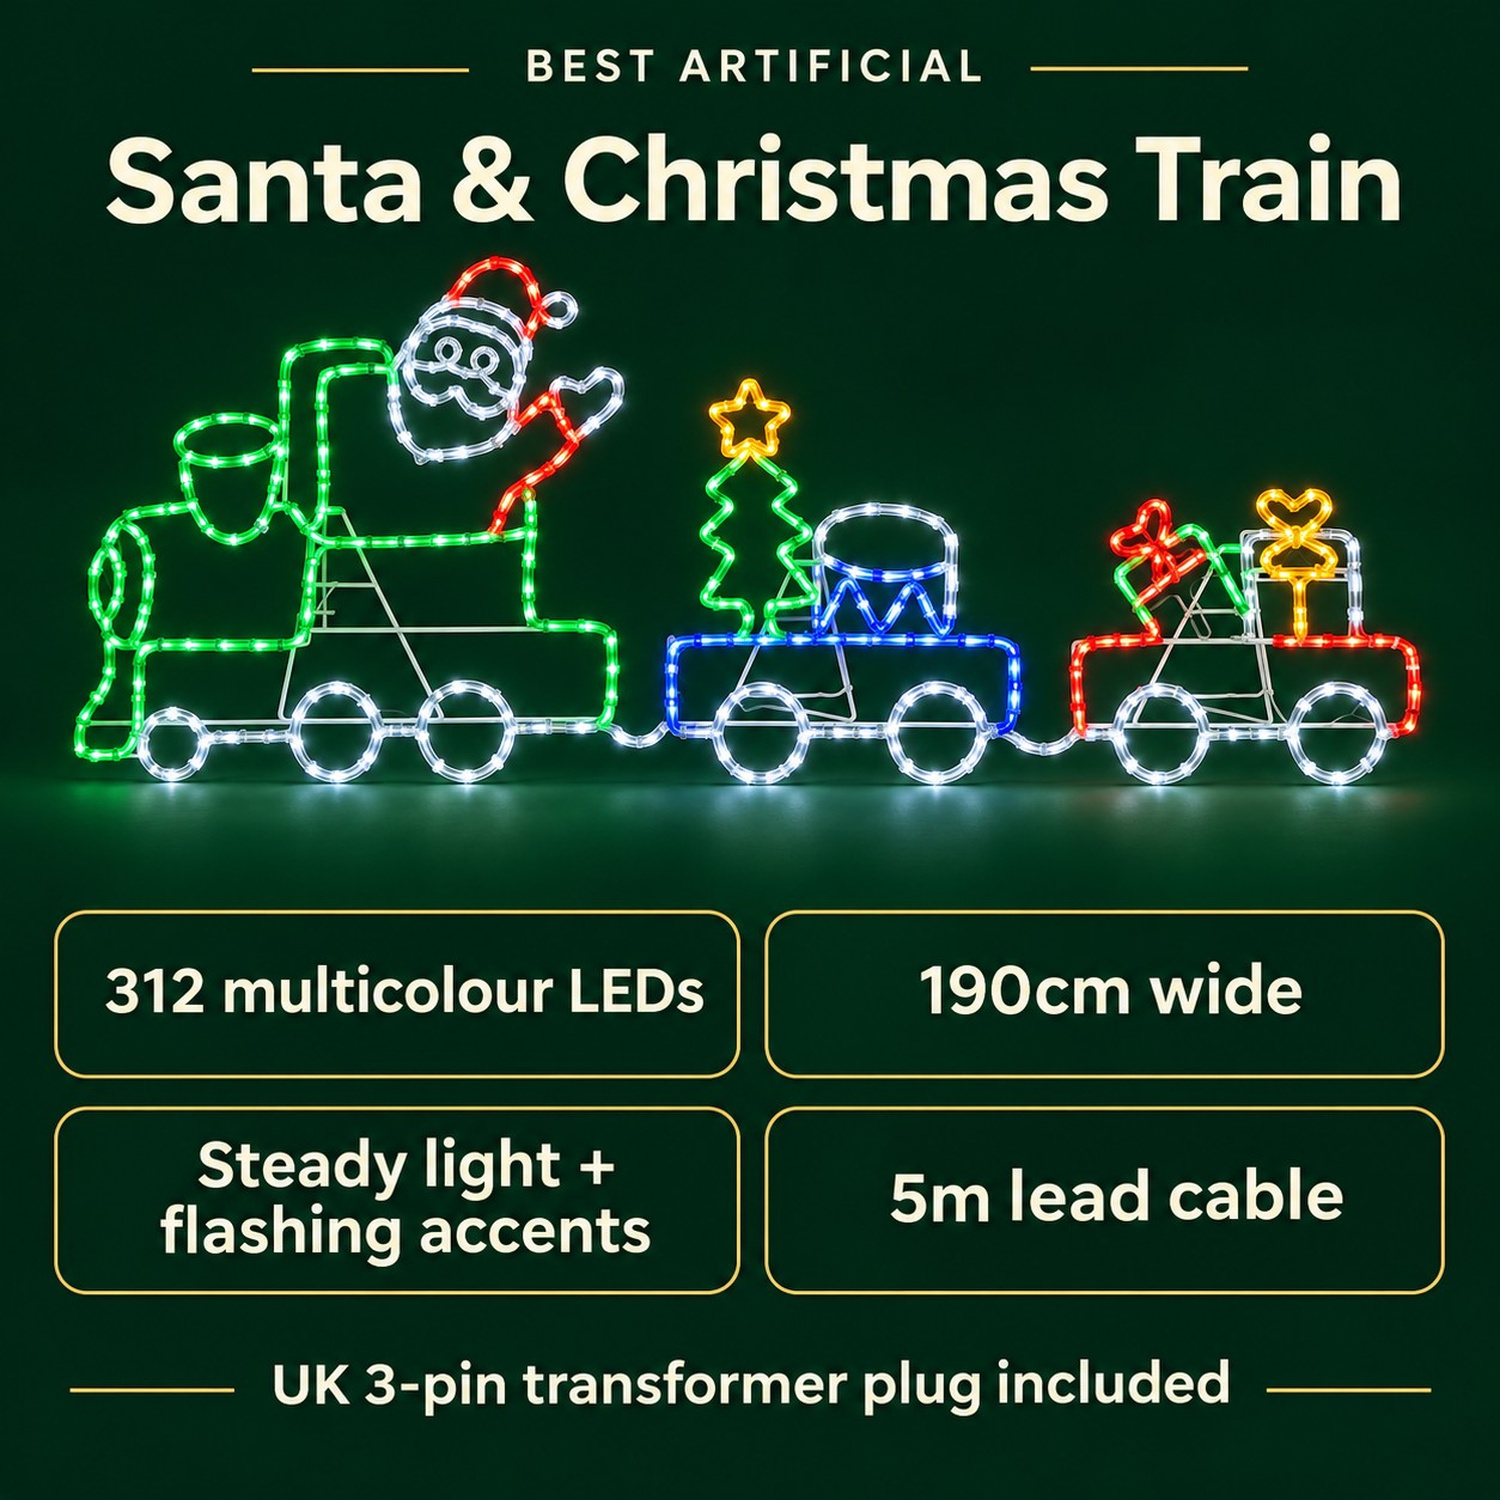 BEST ARTIFICIAL
Santa & Christmas Train
312 multicolour LEDs
190cm wide
Steady light +
flashing accents
5m lead cable
UK 3-pin transformer plug included